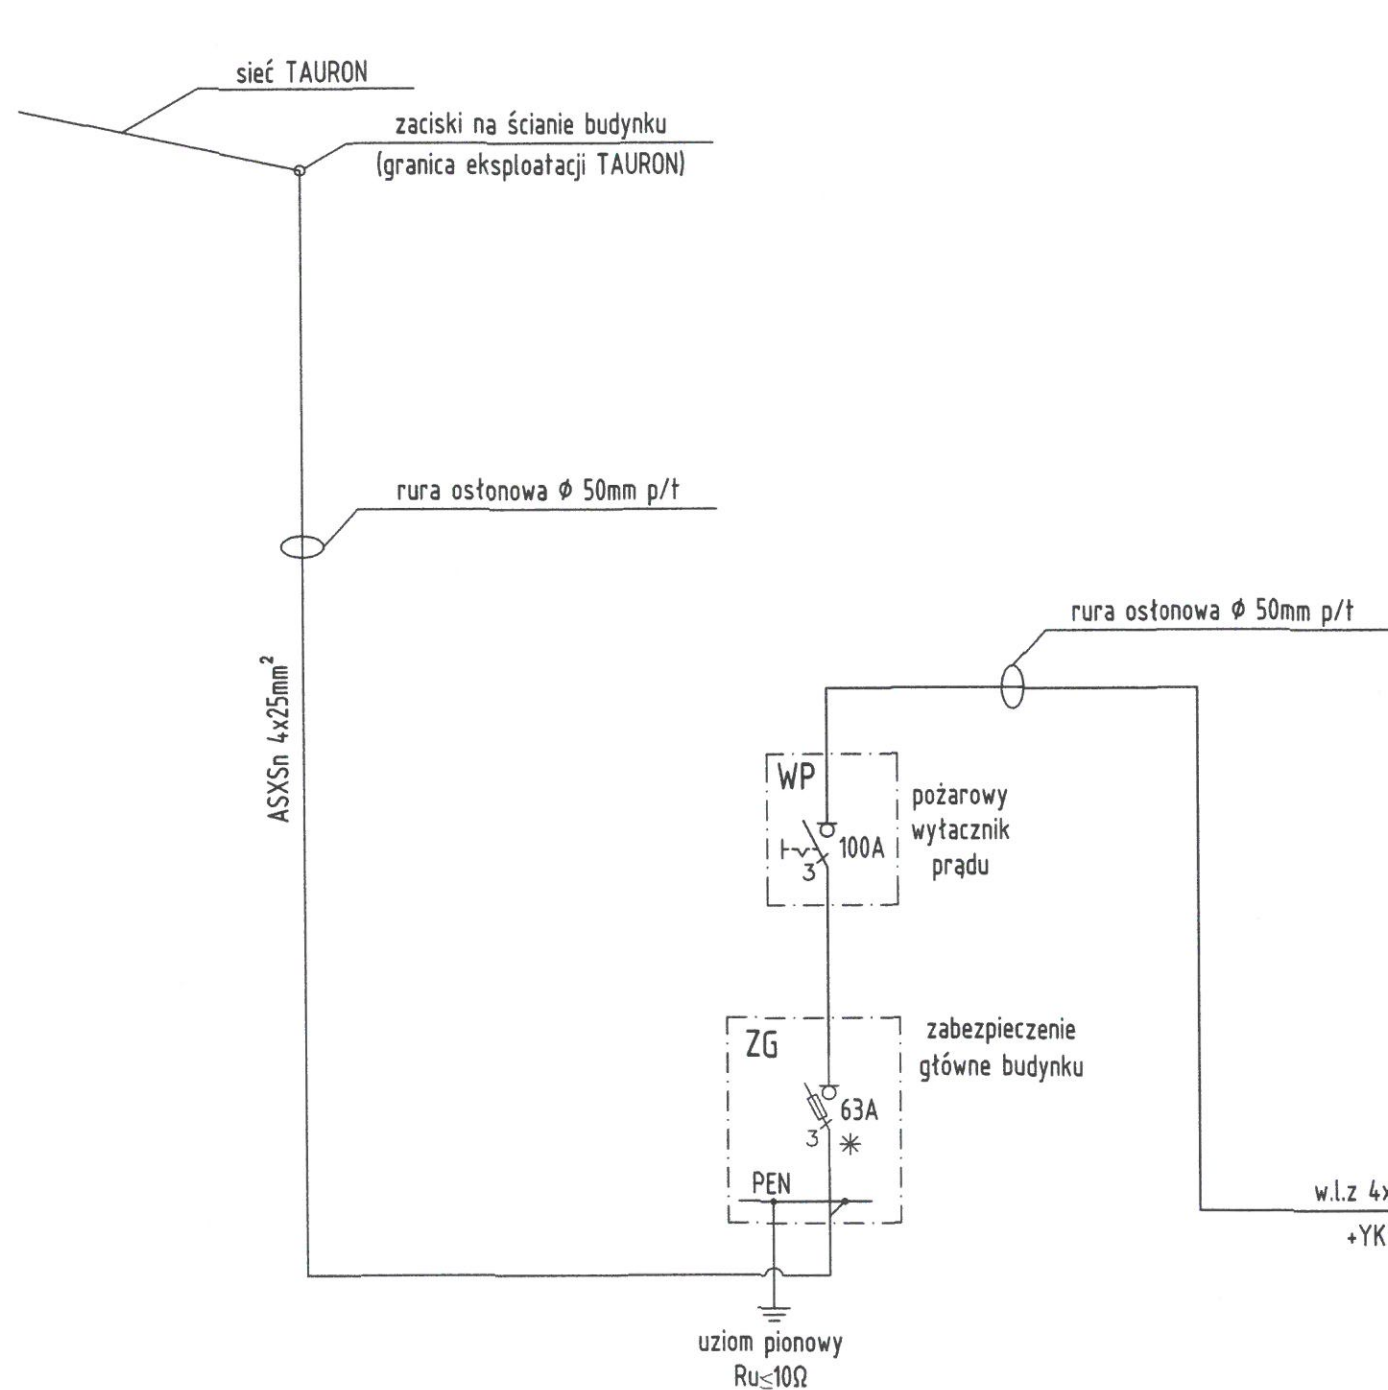 sieć TAURON
zaciski na ścianie budynku
(granica eksploatacji TAURON)
rura osłonowa ϕ 50mm p/t
rura osłonowa ϕ 50mm p/t
ASXSn 4x25mm²
WP
pożarowy
wyłacznik
prądu
100A
3
ZG
zabezpieczenie
główne budynku
63A
3
*
PEN
w.l.z 4x
+YK
uziom pionowy
Ru≤10Ω